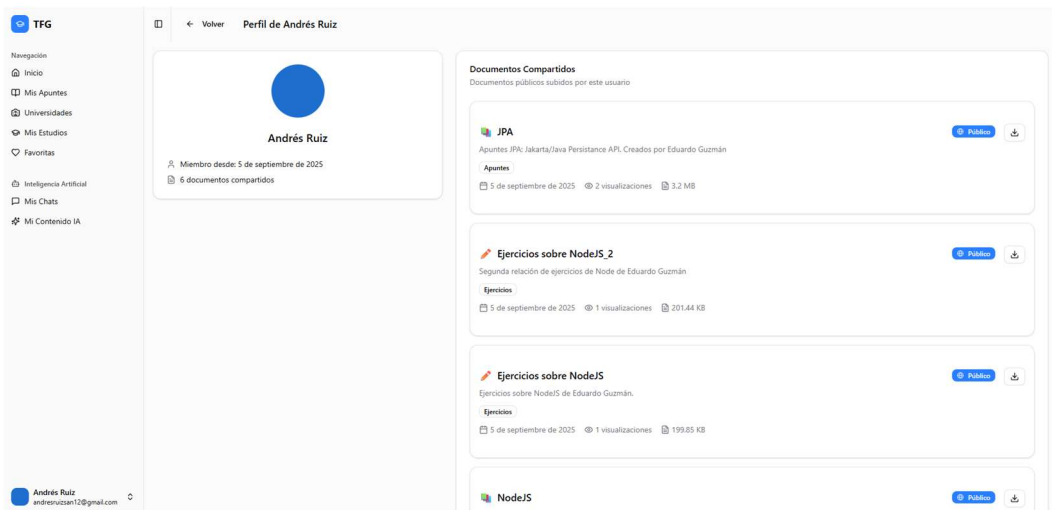 TFG
Navegación
Inicio
Mis Apuntes
Universidades
Mis Estudios
Favoritas
Inteligencia Artificial
Mis Chats
Mi Contenido IA
Andrés Ruiz
andresruizsan12@gmail.com
Volver
Perfil de Andrés Ruiz
Andrés Ruiz
Miembro desde: 5 de septiembre de 2025
6 documentos compartidos
Documentos Compartidos
Documentos públicos subidos por este usuario
JPA
Público
Apuntes JPA: Jakarta/Java Persistance API. Creados por Eduardo Guzmán
Apuntes
5 de septiembre de 2025 2 visualizaciones 3.2 MB
Ejercicios sobre NodeJS_2
Público
Segunda relación de ejercicios de Node de Eduardo Guzmán
Ejercicios
5 de septiembre de 2025 1 visualizaciones 201.44 KB
Ejercicios sobre NodeJS
Público
Ejercicios sobre NodeJS de Eduardo Guzmán.
Ejercicios
5 de septiembre de 2025 1 visualizaciones 199.85 KB
NodeJS
Público